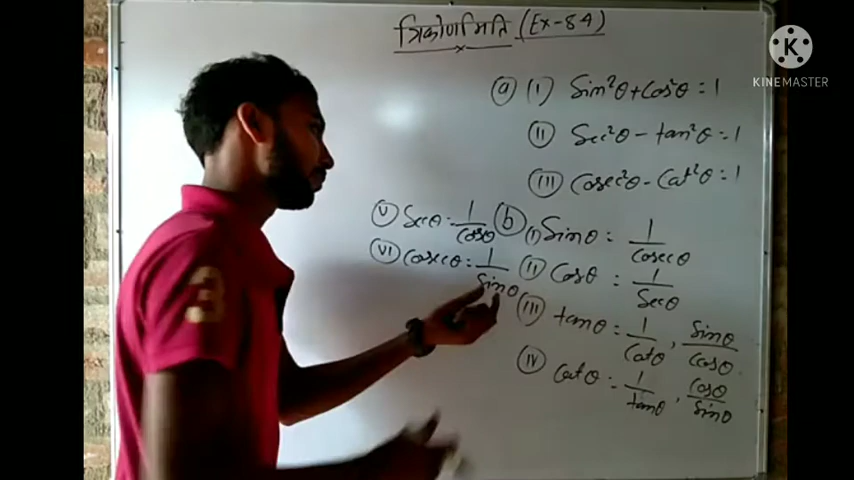 त्रिकोणमिति (Ex-84)
K
KINEMASTER
(a) (i) Sin²θ + Cos²θ = 1
(ii) Sec²θ - tan²θ = 1
(iii) Cosec²θ - Cot²θ = 1
(b) (i) Sinθ = 1/Cosecθ
(ii) Cosθ = 1/Secθ
(iii) tanθ = 1/Cotθ, Sinθ/Cosθ
(iv) Cotθ = 1/tanθ, Cosθ/Sinθ
(v) Secθ = 1/Cosθ
(vi) Cosecθ = 1/Sinθ
3